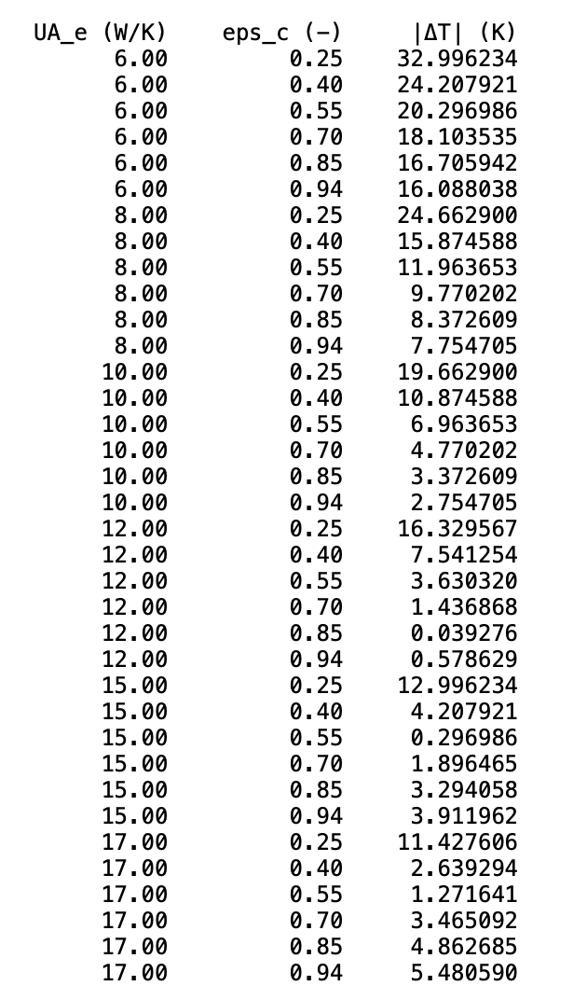 UA_e (W/K) eps_c (–) |ΔT| (K)
6.00 0.25 32.996234
6.00 0.40 24.207921
6.00 0.55 20.296986
6.00 0.70 18.103535
6.00 0.85 16.705942
6.00 0.94 16.088038
8.00 0.25 24.662900
8.00 0.40 15.874588
8.00 0.55 11.963653
8.00 0.70 9.770202
8.00 0.85 8.372609
8.00 0.94 7.754705
10.00 0.25 19.662900
10.00 0.40 10.874588
10.00 0.55 6.963653
10.00 0.70 4.770202
10.00 0.85 3.372609
10.00 0.94 2.754705
12.00 0.25 16.329567
12.00 0.40 7.541254
12.00 0.55 3.630320
12.00 0.70 1.436868
12.00 0.85 0.039276
12.00 0.94 0.578629
15.00 0.25 12.996234
15.00 0.40 4.207921
15.00 0.55 0.296986
15.00 0.70 1.896465
15.00 0.85 3.294058
15.00 0.94 3.911962
17.00 0.25 11.427606
17.00 0.40 2.639294
17.00 0.55 1.271641
17.00 0.70 3.465092
17.00 0.85 4.862685
17.00 0.94 5.480590